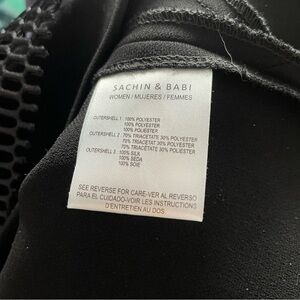 SACHIN & BABI
WOMEN / MUJERES / FEMMES
OUTERSHELL 1 : 100% POLYESTER
100% POLIESTER
100% POLYESTER
OUTERSHELL 2 : 70% TRIACETATE 30% POLYESTER
70% TRIACETATO 30% POLIESTER
70% TRIACÉTATE 30% POLYESTER
OUTERSHELL 3 : 100% SILK
100% SEDA
100% SOIE
SEE REVERSE FOR CARE-VER AL REVERSO
PARA EL CUIDADO-VOIR LES INSTRUCTIONS
D'ENTRETIEN AU DOS